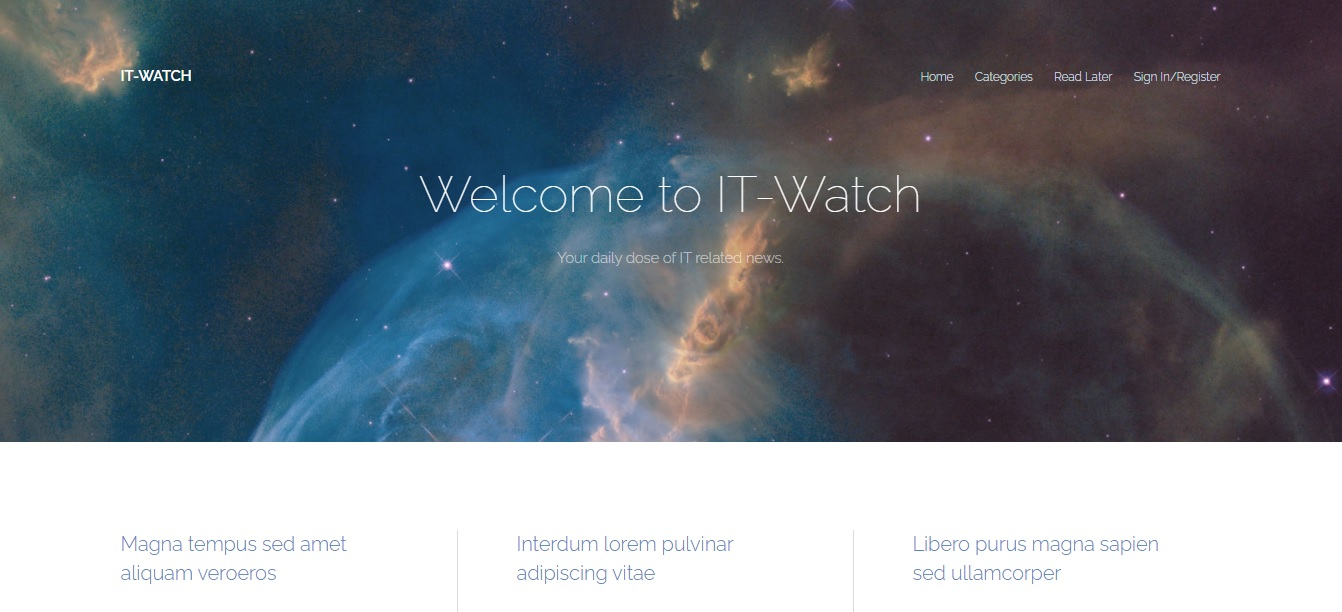 IT-WATCH
Home Categories Read Later Sign In/Register
Welcome to IT-Watch
Your daily dose of IT related news.
Magna tempus sed amet
aliquam veroeros
Interdum lorem pulvinar
adipiscing vitae
Libero purus magna sapien
sed ullamcorper